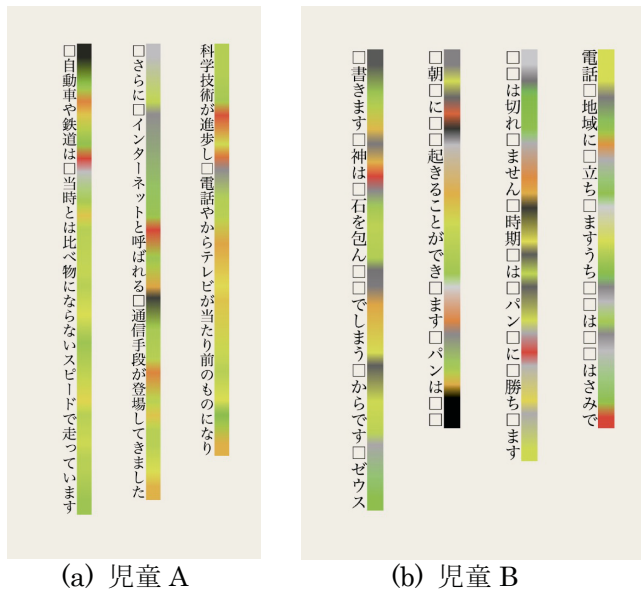 科学技術が進歩し□電話やからテレビが当たり前のものになり
□さらに□インターネットと呼ばれる□通信手段が登場してきました
□自動車や鉄道は□当時とは比べ物にならないスピードで走っています
(a) 児童 A
電話□地域に□立ち□ますうち□□は□□はさみで
□□は切れ□ません□時期□は□パン□に□勝ち□ます
□朝□に□□起きることができ□ます□パンは□□
□書きます□神は□石を包ん□□でしまう□からです□ゼウス
(b) 児童 B